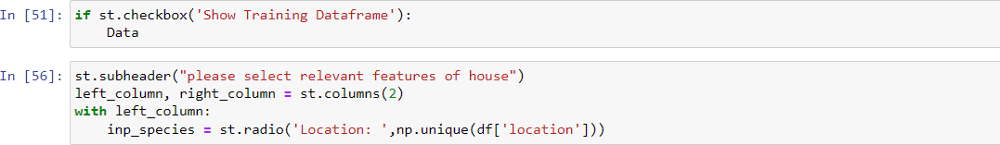 In [51]: if st.checkbox('Show Training Dataframe'):
    Data
In [56]: st.subheader("please select relevant features of house")
left_column, right_column = st.columns(2)
with left_column:
    inp_species = st.radio('Location: ',np.unique(df['location']))